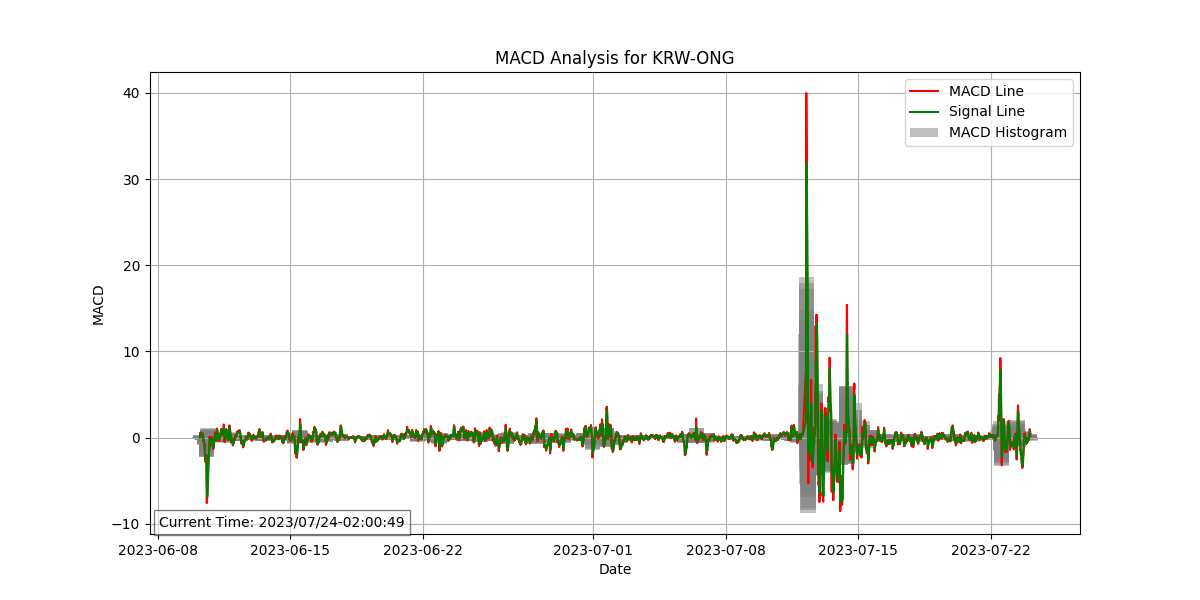 MACD Analysis for KRW-ONG
MACD Line
Signal Line
MACD Histogram
MACD
40
30
20
10
0
−10
Current Time: 2023/07/24-02:00:49
2023-06-08
2023-06-15
2023-06-22
2023-07-01
2023-07-08
2023-07-15
2023-07-22
Date